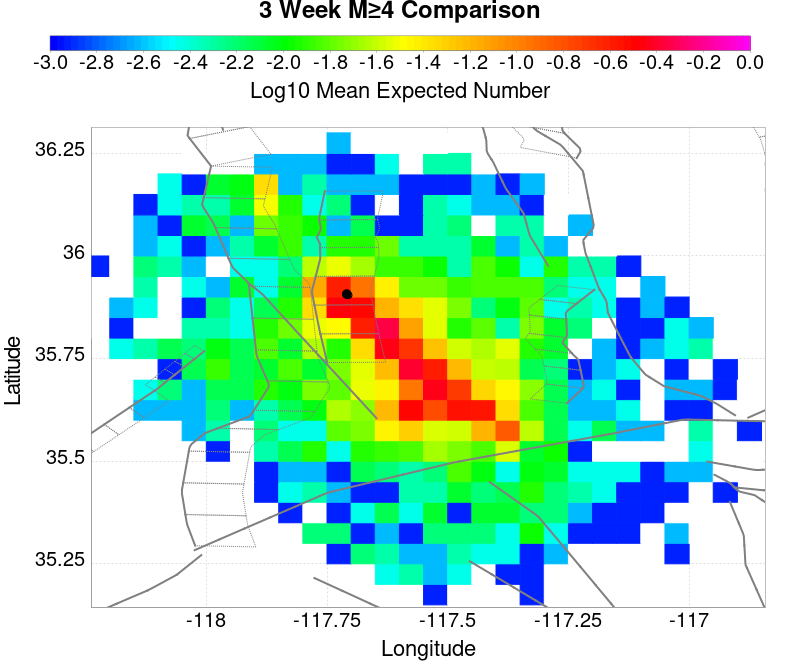 3 Week M≥4 Comparison
-3.0 -2.8 -2.6 -2.4 -2.2 -2.0 -1.8 -1.6 -1.4 -1.2 -1.0 -0.8 -0.6 -0.4 -0.2 0.0
Log10 Mean Expected Number
36.25
36
35.75
35.5
35.25
Latitude
-118 -117.75 -117.5 -117.25 -117
Longitude